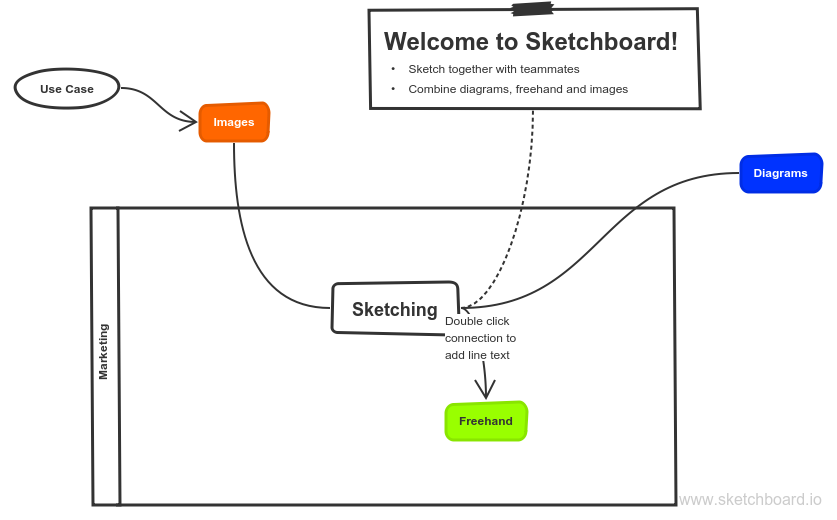 Welcome to Sketchboard!
• Sketch together with teammates
• Combine diagrams, freehand and images
Use Case
Images
Diagrams
Marketing
Sketching
Double click
connection to
add line text
Freehand
www.sketchboard.io